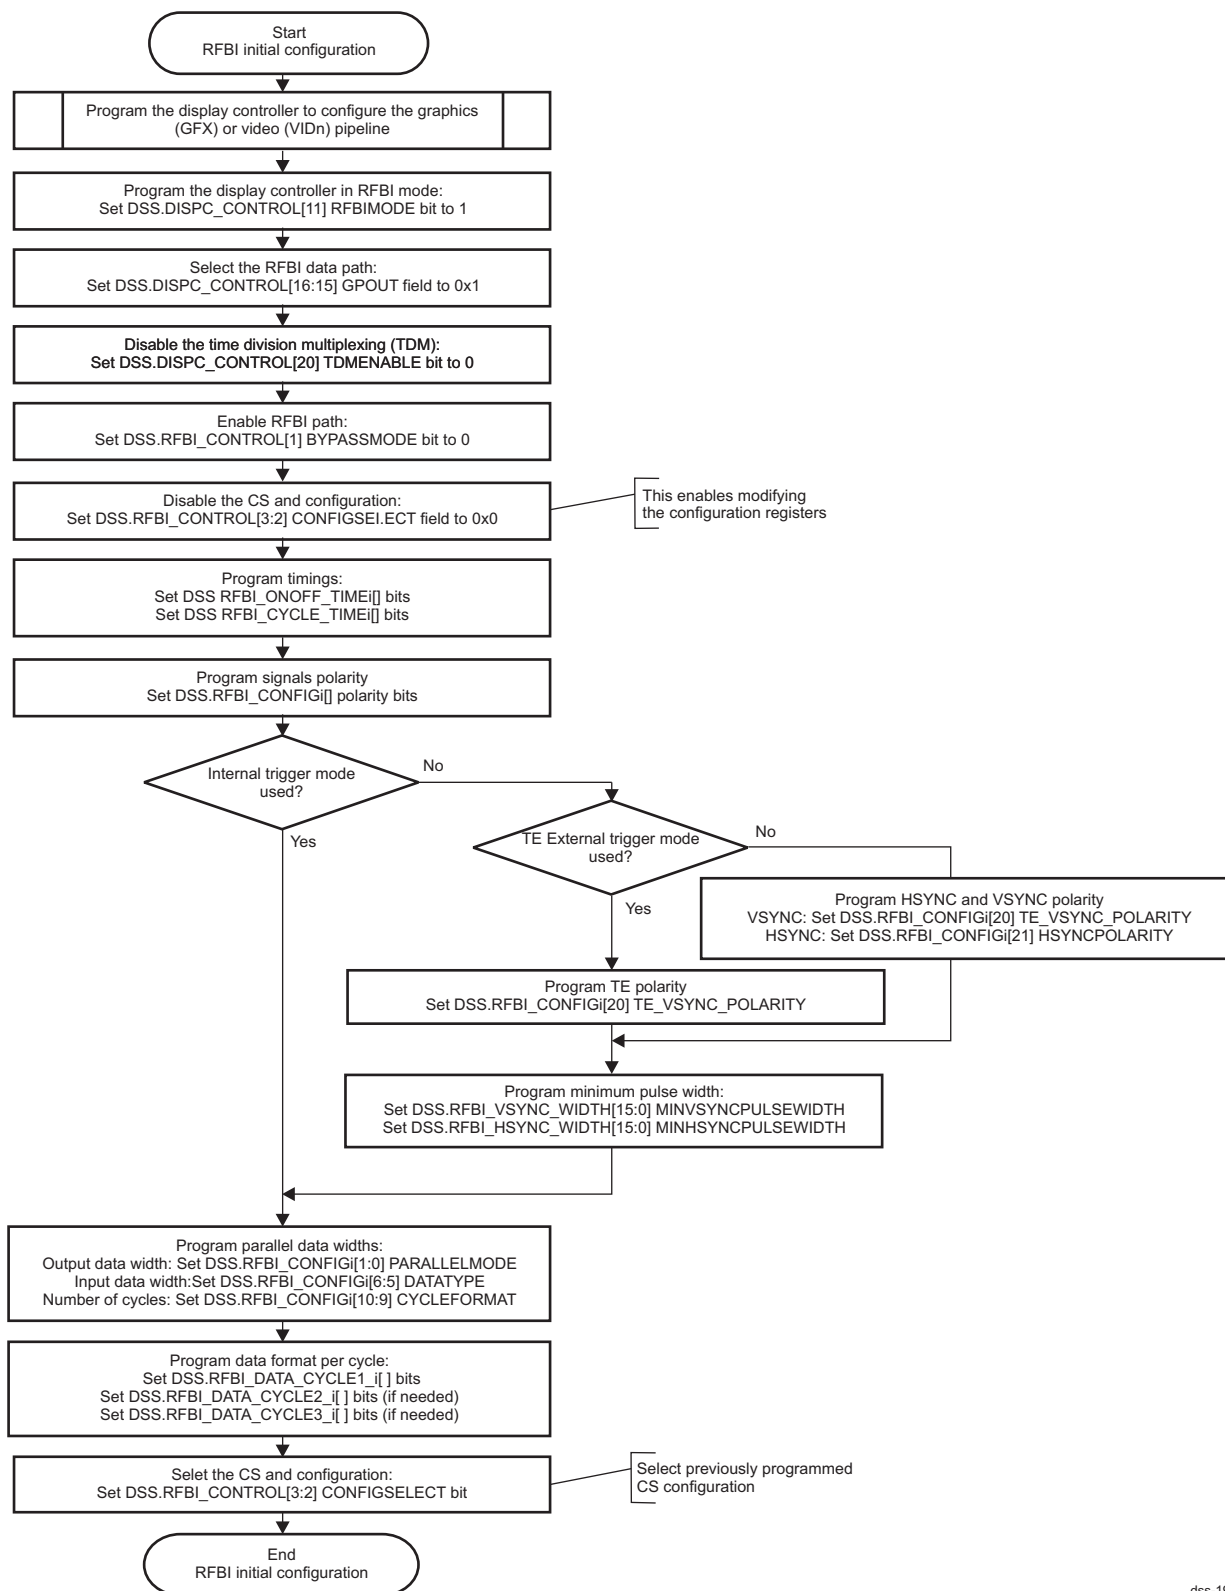 Start
RFBI initial configuration
Program the display controller to configure the graphics
(GFX) or video (VIDn) pipeline
Program the display controller in RFBI mode:
Set DSS.DISPC_CONTROL[11] RFBIMODE bit to 1
Select the RFBI data path:
Set DSS.DISPC_CONTROL[16:15] GPOUT field to 0x1
Disable the time division multiplexing (TDM):
Set DSS.DISPC_CONTROL[20] TDMENABLE bit to 0
Enable RFBI path:
Set DSS.RFBI_CONTROL[1] BYPASSMODE bit to 0
Disable the CS and configuration:
Set DSS.RFBI_CONTROL[3:2] CONFIGSEI.ECT field to 0x0
This enables modifying
the configuration registers
Program timings:
Set DSS RFBI_ONOFF_TIMEi[] bits
Set DSS RFBI_CYCLE_TIMEi[] bits
Program signals polarity
Set DSS.RFBI_CONFIGi[] polarity bits
Internal trigger mode
used?
No
Yes
TE External trigger mode
used?
No
Yes
Program HSYNC and VSYNC polarity
VSYNC: Set DSS.RFBI_CONFIGi[20] TE_VSYNC_POLARITY
HSYNC: Set DSS.RFBI_CONFIGi[21] HSYNCPOLARITY
Program TE polarity
Set DSS.RFBI_CONFIGi[20] TE_VSYNC_POLARITY
Program minimum pulse width:
Set DSS.RFBI_VSYNC_WIDTH[15:0] MINVSYNCPULSEWIDTH
Set DSS.RFBI_HSYNC_WIDTH[15:0] MINHSYNCPULSEWIDTH
Program parallel data widths:
Output data width: Set DSS.RFBI_CONFIGi[1:0] PARALLELMODE
Input data width:Set DSS.RFBI_CONFIGi[6:5] DATATYPE
Number of cycles: Set DSS.RFBI_CONFIGi[10:9] CYCLEFORMAT
Program data format per cycle:
Set DSS.RFBI_DATA_CYCLE1_i[ ] bits
Set DSS.RFBI_DATA_CYCLE2_i[ ] bits (if needed)
Set DSS.RFBI_DATA_CYCLE3_i[ ] bits (if needed)
Selet the CS and configuration:
Set DSS.RFBI_CONTROL[3:2] CONFIGSELECT bit
Select previously programmed
CS configuration
End
RFBI initial configuration